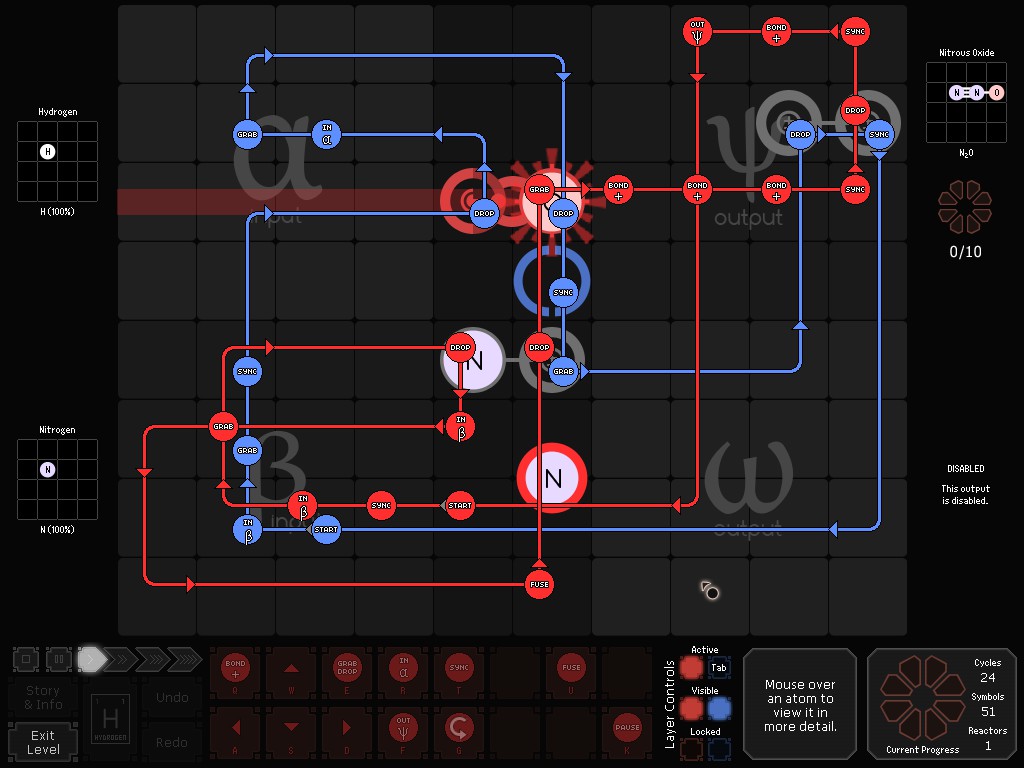 OUT
Ψ
BOND
+
SYNC
Nitrous Oxide
N = N O
N₂O
Hydrogen
H
H (100%)
GRAB
IN
α
DROP
DROP
SYNC
α
input
ψ
output
GRAB
BOND
+
BOND
+
BOND
+
SYNC
DROP
DROP
0/10
SYNC
SYNC
DROP
N
DROP
GRAB
GRAB
IN
β
Nitrogen
N
N (100%)
GRAB
β
N
ω
output
DISABLED
This output
is disabled.
IN
β
SYNC
START
IN
β
START
FUSE
Story
& Info
Undo
Exit
Level
H
HYDROGEN
Redo
BOND
+
Q
W
GRAB
DROP
E
IN
α
R
SYNC
T
FUSE
U
A
S
D
OUT
Ψ
F
G
PAUSE
K
Layer Controls
Active
Tab
Visible
Locked
Mouse over
an atom to
view it in
more detail.
Cycles
24
Symbols
51
Reactors
1
Current Progress